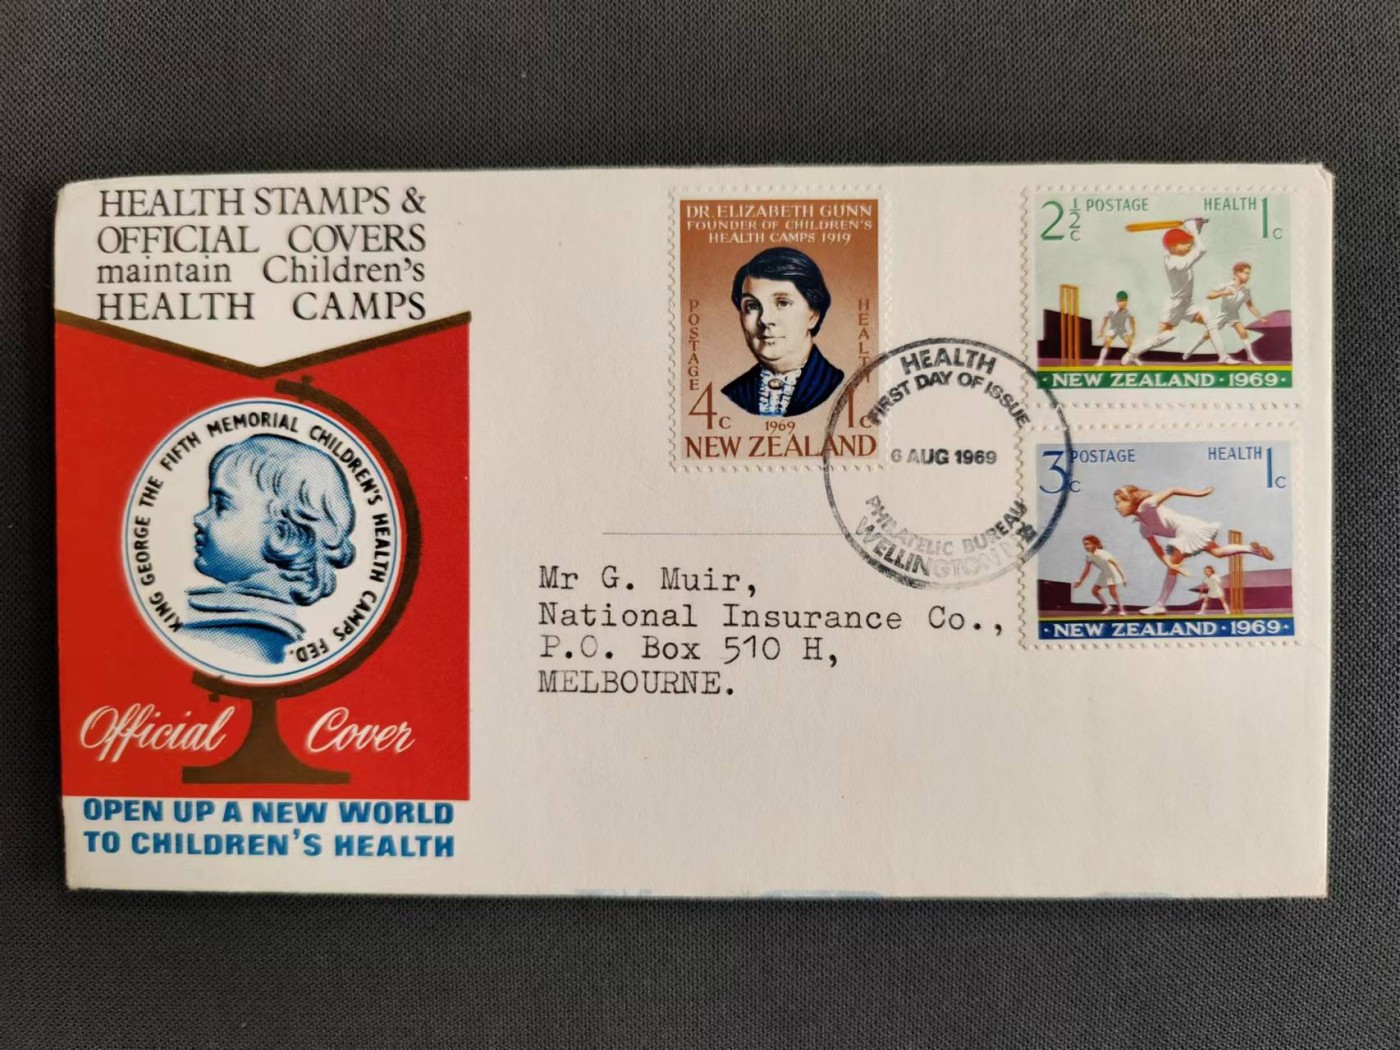 HEALTH STAMPS &
OFFICIAL COVERS
maintain Children's
HEALTH CAMPS
KING GEORGE THE FIFTH MEMORIAL CHILDREN'S HEALTH CAMPS FED.
Official Cover
OPEN UP A NEW WORLD
TO CHILDREN'S HEALTH
DR. ELIZABETH GUNN
FOUNDER OF CHILDREN'S
HEALTH CAMPS 1919
POSTAGE
HEALTH
4c 1c
1969
NEW ZEALAND
2½c POSTAGE HEALTH 1c
· NEW ZEALAND · 1969 ·
3c POSTAGE HEALTH 1c
· NEW ZEALAND · 1969 ·
HEALTH
FIRST DAY OF ISSUE
6 AUG 1969
PHILATELIC BUREAU
WELLINGTON
Mr G. Muir,
National Insurance Co.,
P.O. Box 510 H,
MELBOURNE.